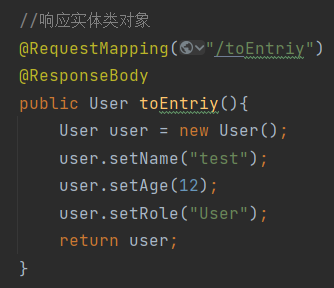 //响应实体类对象
@RequestMapping("/toEntriy")
@ResponseBody
public User toEntriy(){
User user = new User();
user.setName("test");
user.setAge(12);
user.setRole("User");
return user;
}